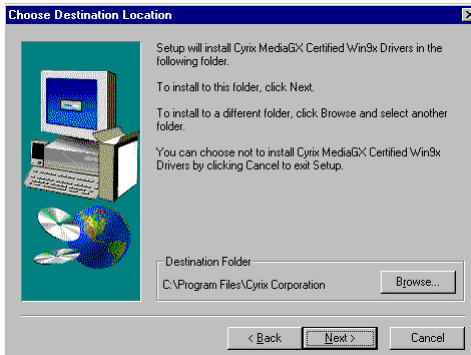 Choose Destination Location
Setup will install Cyrix MediaGX Certified Win9x Drivers in the
following folder.
To install to this folder, click Next.
To install to a different folder, click Browse and select another
folder.
You can choose not to install Cyrix MediaGX Certified Win9x
Drivers by clicking Cancel to exit Setup.
Destination Folder
C:\Program Files\Cyrix Corporation
Browse...
< Back
Next >
Cancel